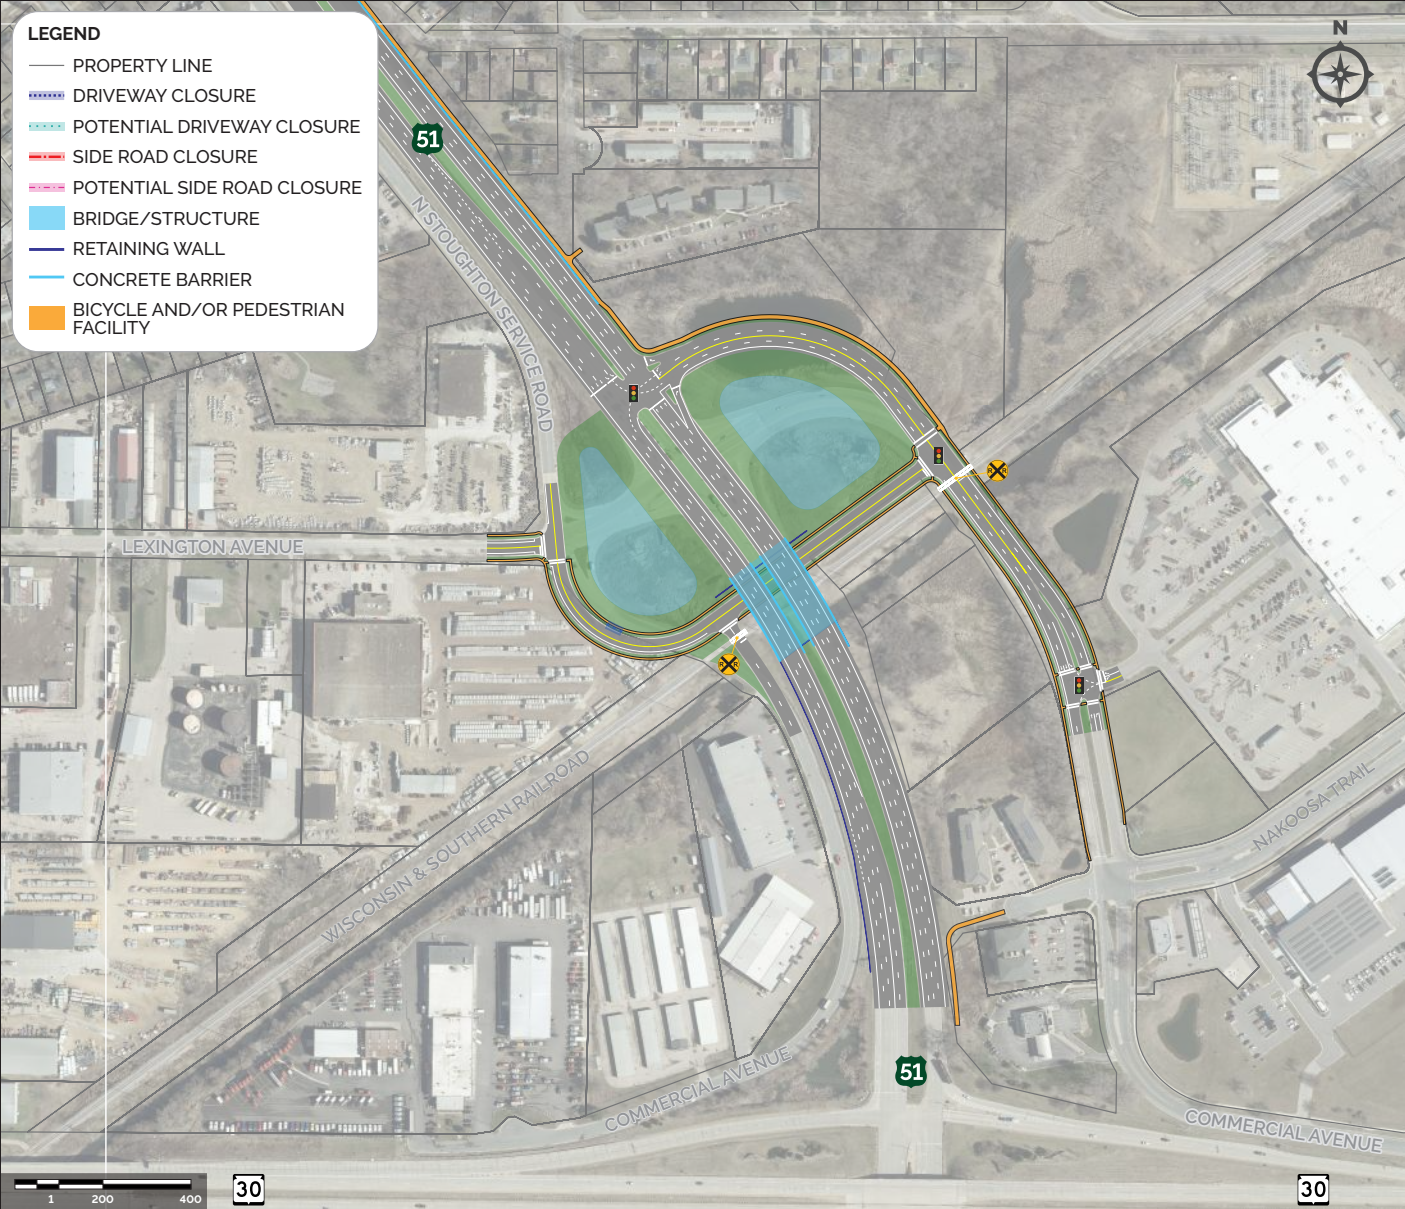 LEGEND
PROPERTY LINE
DRIVEWAY CLOSURE
POTENTIAL DRIVEWAY CLOSURE
SIDE ROAD CLOSURE
POTENTIAL SIDE ROAD CLOSURE
BRIDGE/STRUCTURE
RETAINING WALL
CONCRETE BARRIER
BICYCLE AND/OR PEDESTRIAN
FACILITY
N
51
N STOUGHTON SERVICE ROAD
R R
LEXINGTON AVENUE
R R
WISCONSIN & SOUTHERN RAILROAD
NAKOOSA TRAIL
51
COMMERCIAL AVENUE
COMMERCIAL AVENUE
1 200 400
30
30